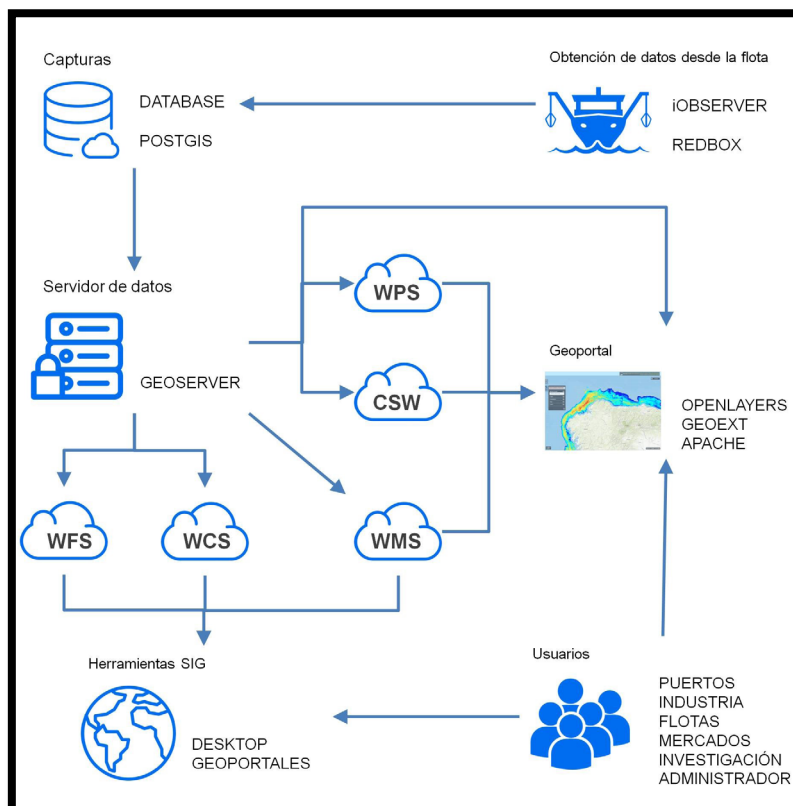 Capturas
DATABASE
POSTGIS
Obtención de datos desde la flota
iOBSERVER
REDBOX
Servidor de datos
GEOSERVER
WPS
CSW
Geoportal
OPENLAYERS
GEOEXT
APACHE
WFS
WCS
WMS
Herramientas SIG
DESKTOP
GEOPORTALES
Usuarios
PUERTOS
INDUSTRIA
FLOTAS
MERCADOS
INVESTIGACIÓN
ADMINISTRADOR